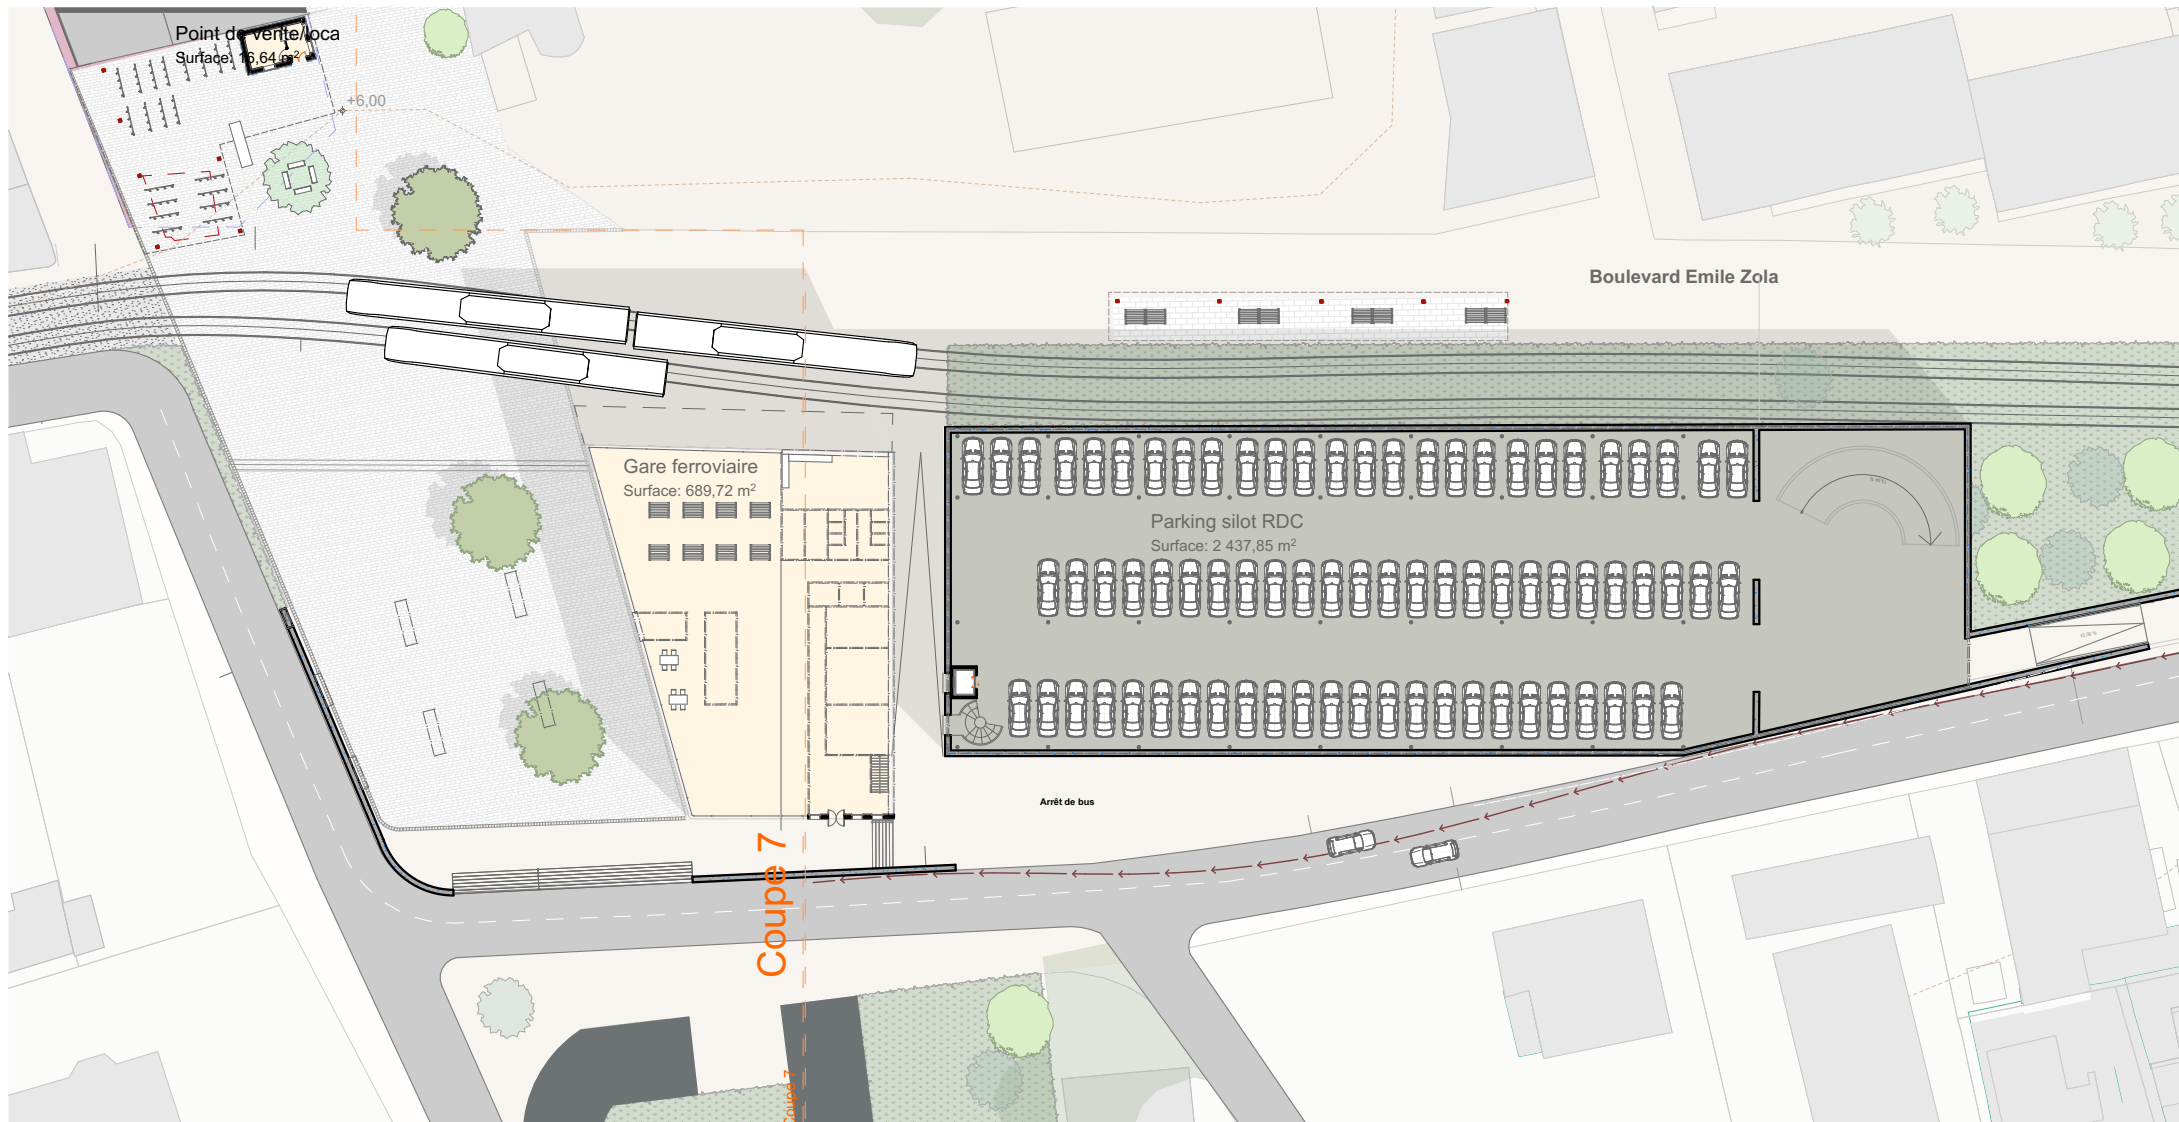 Point de vente/loca
Surface: 16,64 m²
+6,00
Boulevard Emile Zola
Gare ferroviaire
Surface: 689,72 m²
Parking silot RDC
Surface: 2 437,85 m²
Arrêt de bus
Coupe 7
Coupe 7